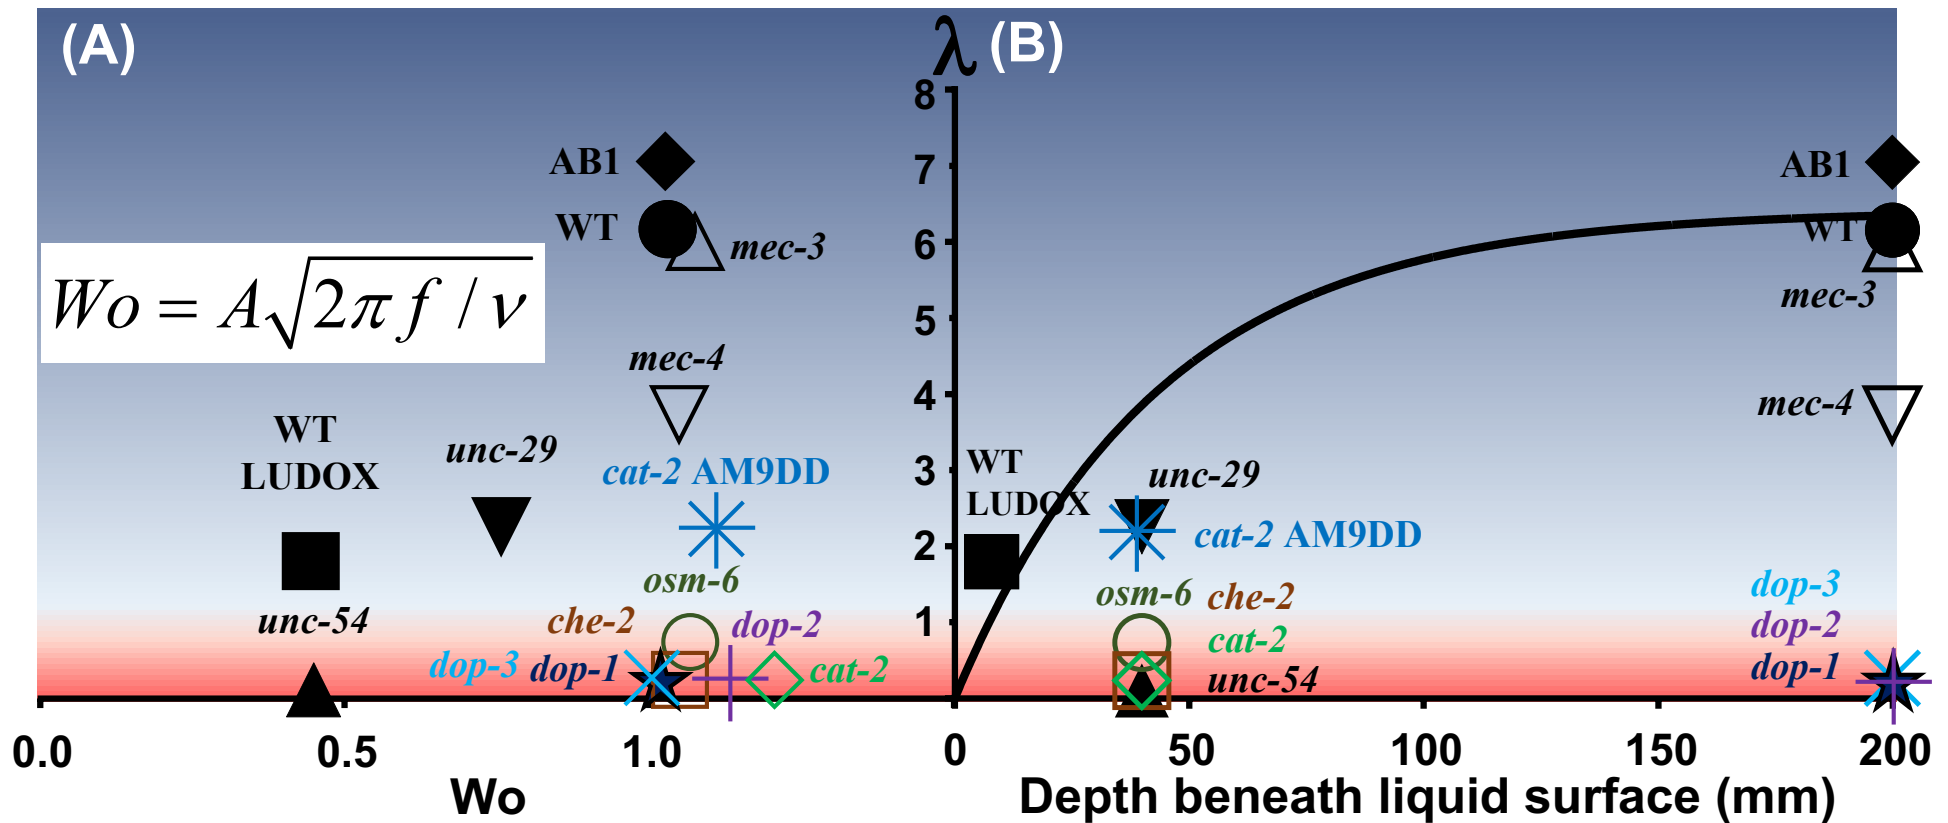 (A)
AB1
WT
mec-3
Wo = A√2π f / ν
mec-4
WT
LUDOX
unc-29
cat-2 AM9DD
unc-54
osm-6
che-2
dop-2
dop-3
dop-1
cat-2
0.0
0.5
1.0
Wo
λ
(B)
8
7
6
5
4
3
2
1
AB1
WT
mec-3
mec-4
WT
LUDOX
unc-29
cat-2 AM9DD
osm-6
che-2
cat-2
unc-54
dop-3
dop-2
dop-1
0
50
100
150
200
Depth beneath liquid surface (mm)